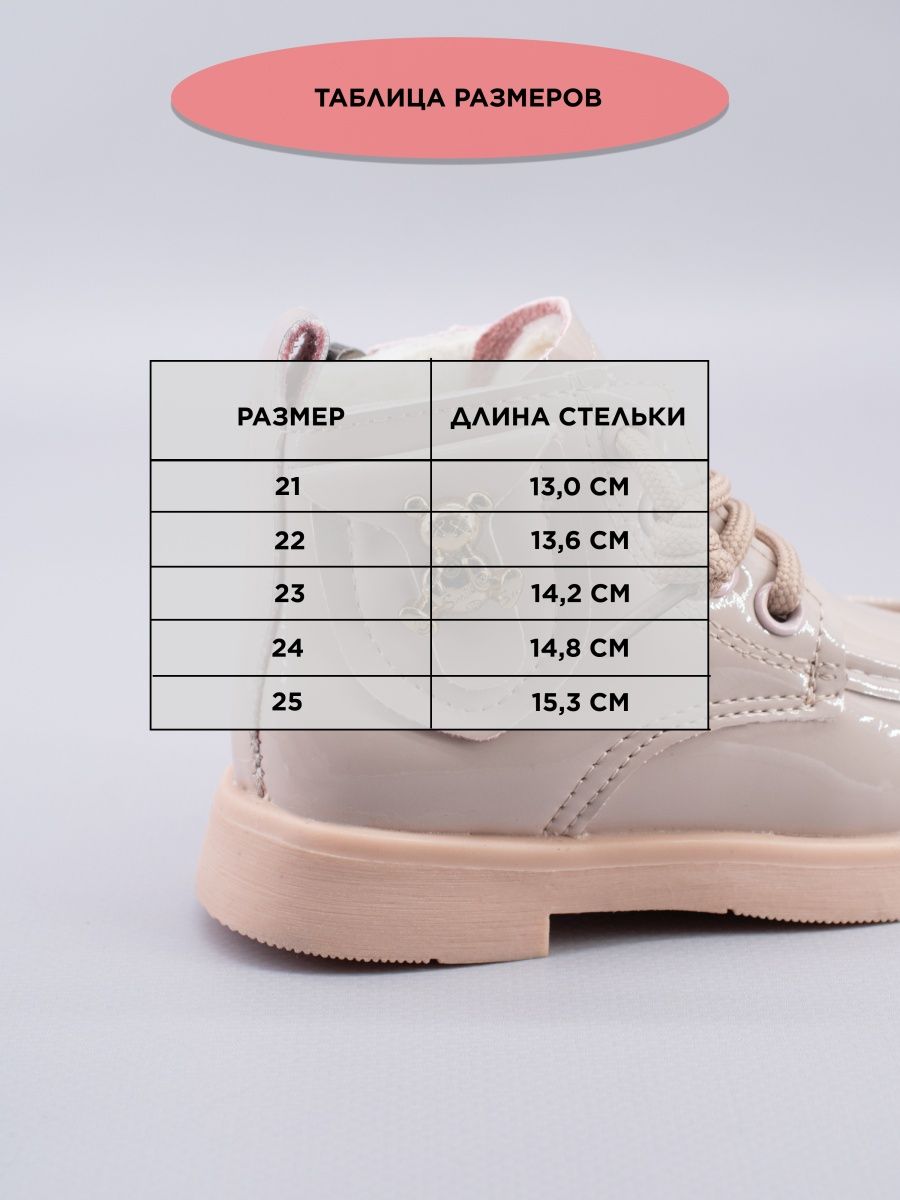 ТАБЛИЦА РАЗМЕРОВ
РАЗМЕР ДЛИНА СТЕЛЬКИ
21 13,0 СМ
22 13,6 СМ
23 14,2 СМ
24 14,8 СМ
25 15,3 СМ